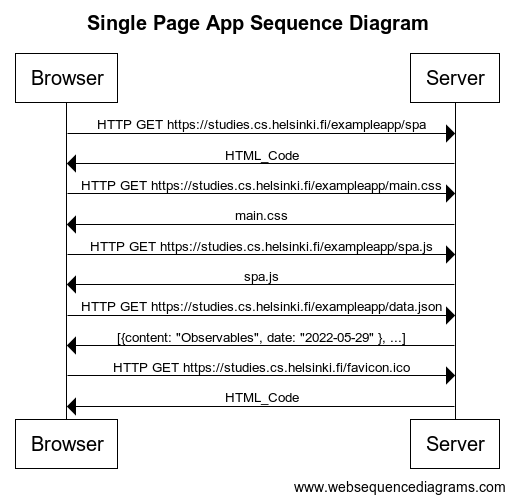 Single Page App Sequence Diagram
Browser Server
HTTP GET https://studies.cs.helsinki.fi/exampleapp/spa
HTML_Code
HTTP GET https://studies.cs.helsinki.fi/exampleapp/main.css
main.css
HTTP GET https://studies.cs.helsinki.fi/exampleapp/spa.js
spa.js
HTTP GET https://studies.cs.helsinki.fi/exampleapp/data.json
[{content: "Observables", date: "2022-05-29" }, ...]
HTTP GET https://studies.cs.helsinki.fi/favicon.ico
HTML_Code
Browser Server
www.websequencediagrams.com